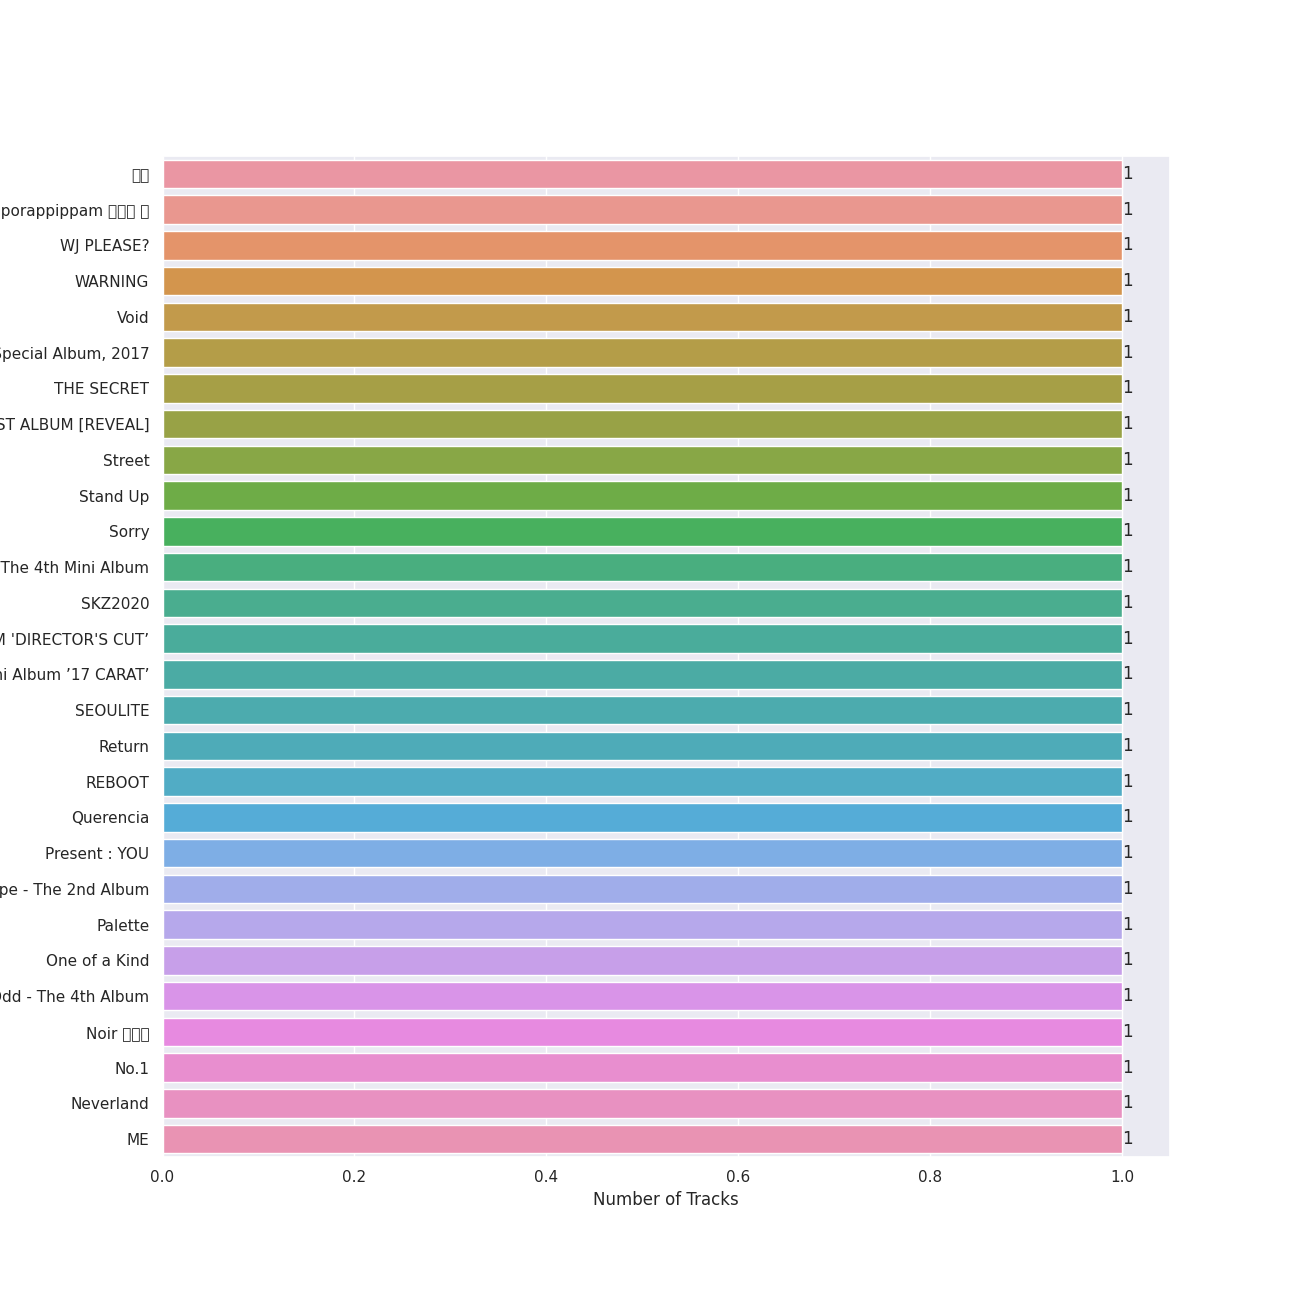 1
porappippam 1
WJ PLEASE? 1
WARNING 1
Void 1
Special Album, 2017 1
THE SECRET 1
ST ALBUM [REVEAL] 1
Street 1
Stand Up 1
Sorry 1
The 4th Mini Album 1
SKZ2020 1
M 'DIRECTOR'S CUT’ 1
ni Album ’17 CARAT’ 1
SEOULITE 1
Return 1
REBOOT 1
Querencia 1
Present : YOU 1
pe - The 2nd Album 1
Palette 1
One of a Kind 1
Odd - The 4th Album 1
Noir 1
No.1 1
Neverland 1
ME 1
0.0 0.2 0.4 0.6 0.8 1.0
Number of Tracks